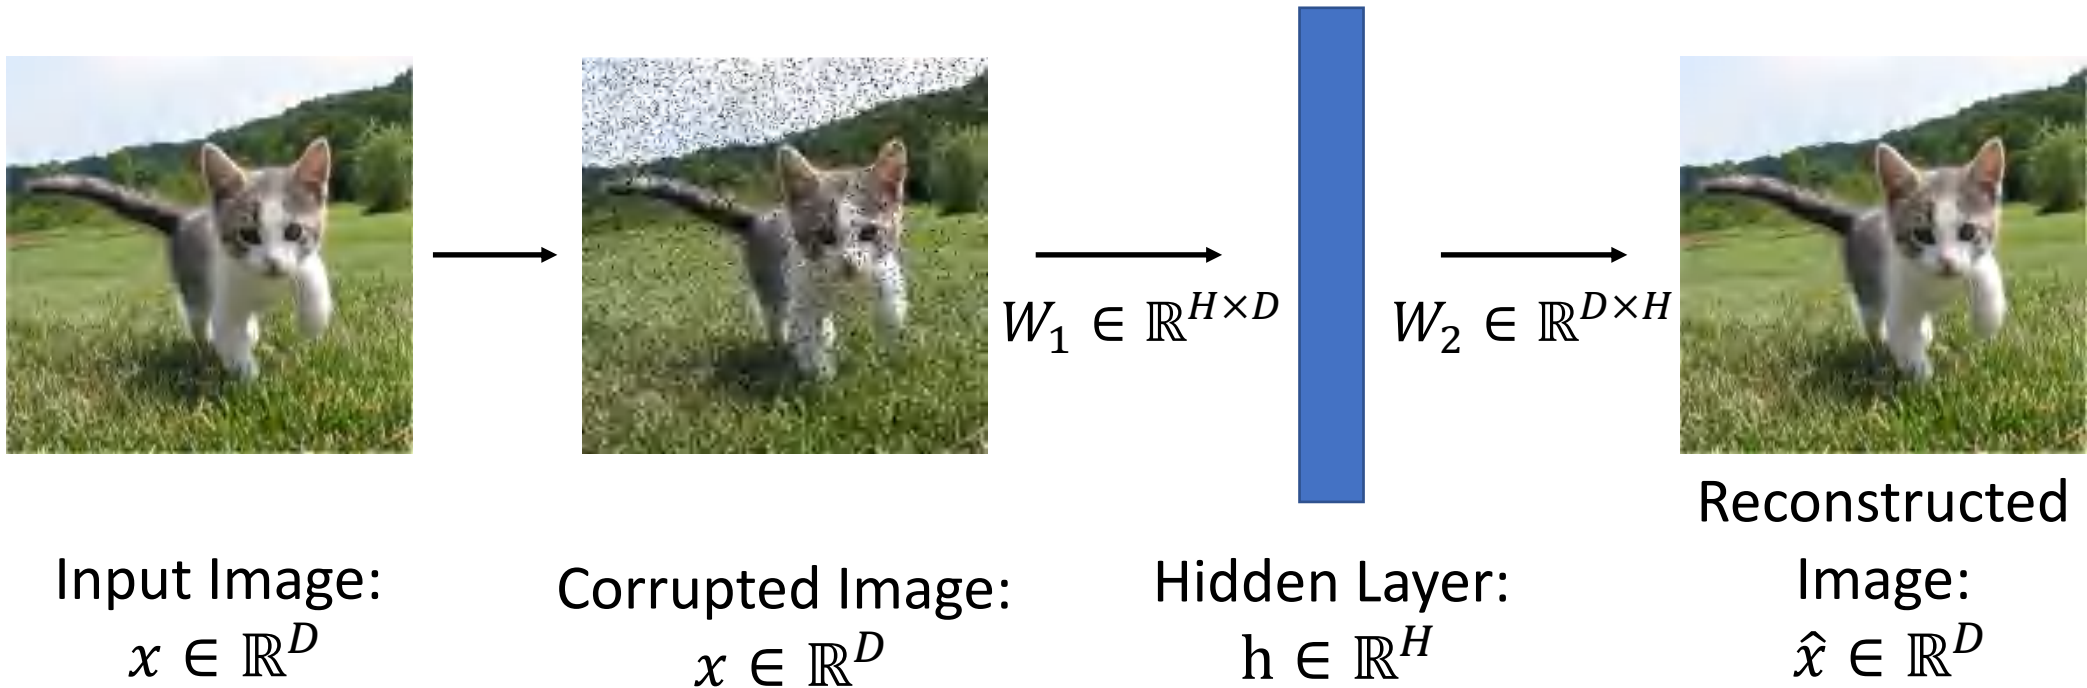 W₁ ∈ ℝ^{H×D}
W₂ ∈ ℝ^{D×H}
Input Image:
x ∈ ℝ^D
Corrupted Image:
x ∈ ℝ^D
Hidden Layer:
h ∈ ℝ^H
Reconstructed
Image:
x̂ ∈ ℝ^D